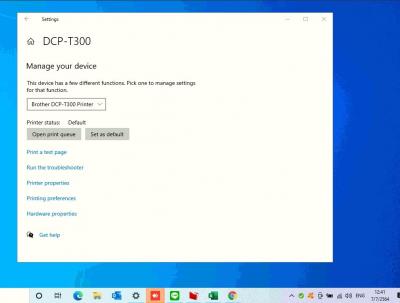 Settings
DCP-T300
Manage your device
This device has a few different functions. Pick one to manage settings
for that function.
Brother DCP-T300 Printer
Printer status: Default
Open print queue
Set as default
Print a test page
Run the troubleshooter
Printer properties
Printing preferences
Hardware properties
Get help
ENG
12:41
7/7/2564